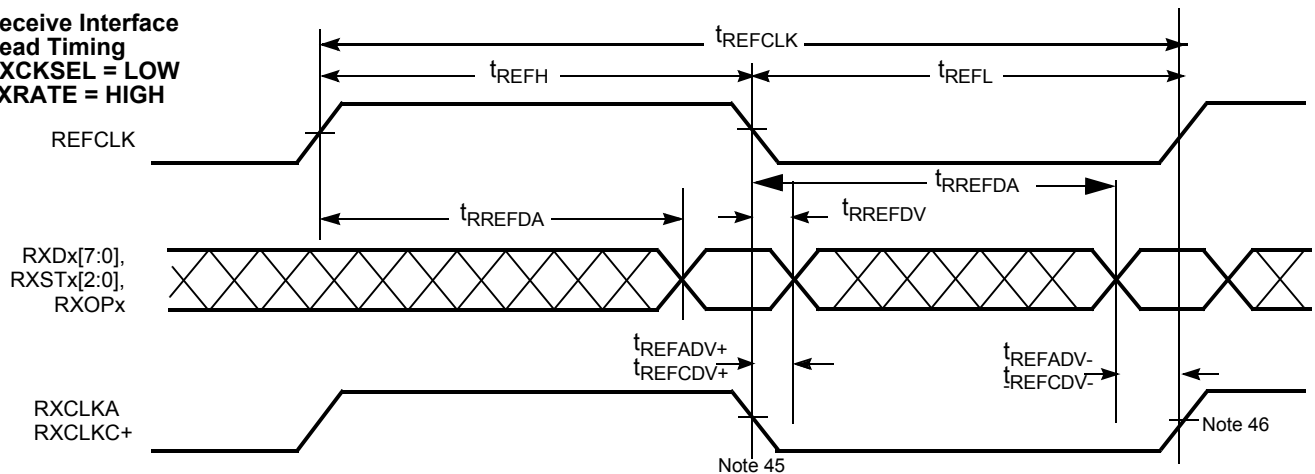 eceive Interface
ead Timing
XCKSEL = LOW
XRATE = HIGH
tREFCLK
tREFH
tREFL
REFCLK
tRREFDA
tRREFDA
tRREFDV
RXDx[7:0],
RXSTx[2:0],
RXOPx
tREFADV+
tREFCDV+
tREFADV-
tREFCDV-
RXCLKA
RXCLKC+
Note 45
Note 46